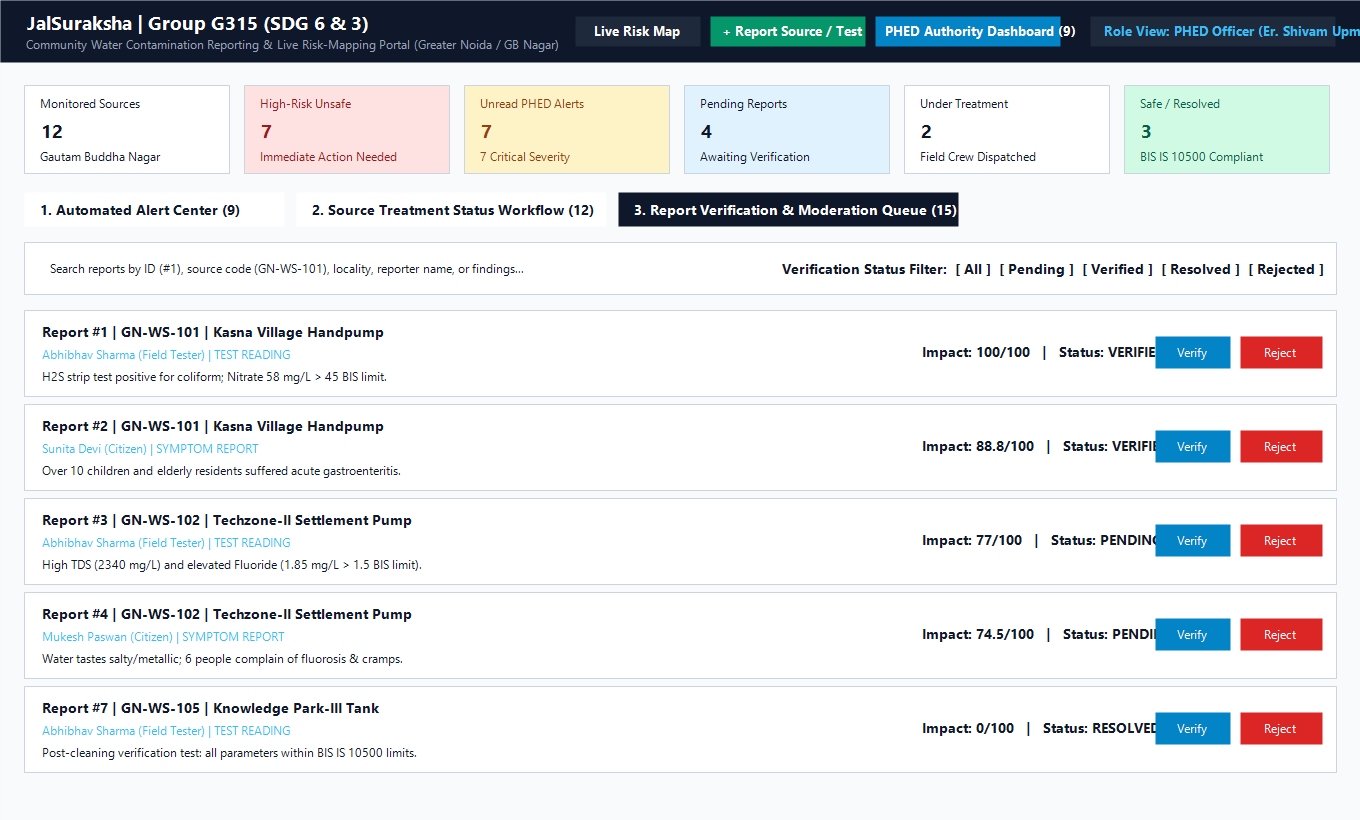 JalSuraksha | Group G315 (SDG 6 & 3)
Community Water Contamination Reporting & Live Risk-Mapping Portal (Greater Noida / GB Nagar)
Live Risk Map
+ Report Source / Test
PHED Authority Dashboard (9)
Role View: PHED Officer (Er. Shivam Upm
Monitored Sources
12
Gautam Buddha Nagar
High-Risk Unsafe
7
Immediate Action Needed
Unread PHED Alerts
7
7 Critical Severity
Pending Reports
4
Awaiting Verification
Under Treatment
2
Field Crew Dispatched
Safe / Resolved
3
BIS IS 10500 Compliant
1. Automated Alert Center (9)
2. Source Treatment Status Workflow (12)
3. Report Verification & Moderation Queue (15)
Search reports by ID (#1), source code (GN-WS-101), locality, reporter name, or findings...
Verification Status Filter: [ All ] [ Pending ] [ Verified ] [ Resolved ] [ Rejected ]
Report #1 | GN-WS-101 | Kasna Village Handpump
Abhibhav Sharma (Field Tester) | TEST READING
H2S strip test positive for coliform; Nitrate 58 mg/L > 45 BIS limit.
Impact: 100/100 | Status: VERIFIE
Verify
Reject
Report #2 | GN-WS-101 | Kasna Village Handpump
Sunita Devi (Citizen) | SYMPTOM REPORT
Over 10 children and elderly residents suffered acute gastroenteritis.
Impact: 88.8/100 | Status: VERIFI
Verify
Reject
Report #3 | GN-WS-102 | Techzone-II Settlement Pump
Abhibhav Sharma (Field Tester) | TEST READING
High TDS (2340 mg/L) and elevated Fluoride (1.85 mg/L > 1.5 BIS limit).
Impact: 77/100 | Status: PENDING
Verify
Reject
Report #4 | GN-WS-102 | Techzone-II Settlement Pump
Mukesh Paswan (Citizen) | SYMPTOM REPORT
Water tastes salty/metallic; 6 people complain of fluorosis & cramps.
Impact: 74.5/100 | Status: PENDI
Verify
Reject
Report #7 | GN-WS-105 | Knowledge Park-III Tank
Abhibhav Sharma (Field Tester) | TEST READING
Post-cleaning verification test: all parameters within BIS IS 10500 limits.
Impact: 0/100 | Status: RESOLVED
Verify
Reject